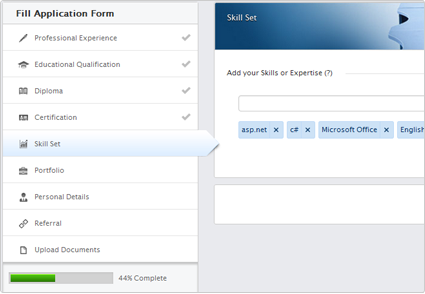 Fill Application Form
Professional Experience
Educational Qualification
Diploma
Certification
Skill Set
Portfolio
Personal Details
Referral
Upload Documents
44% Complete
Skill Set
Add your Skills or Expertise (?)
asp.net × c# × Microsoft Office × English